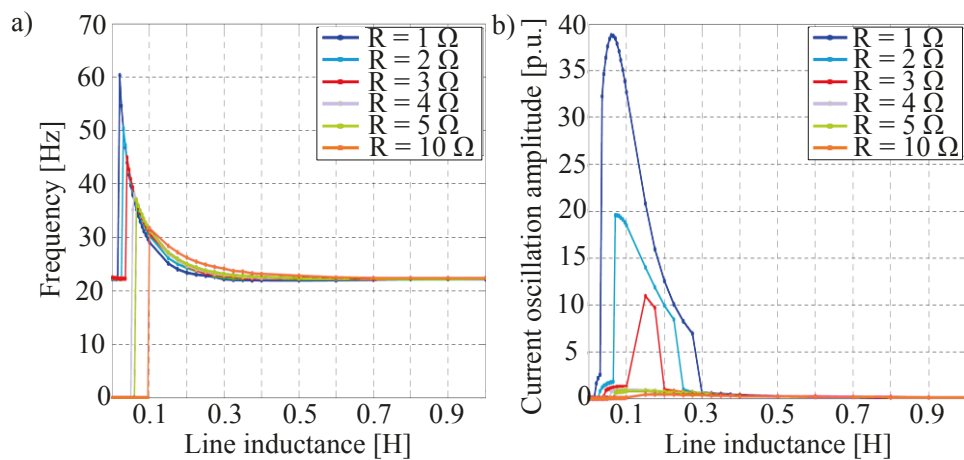 a)
Frequency [Hz]
70
60
50
40
30
20
10
0
0.1 0.3 0.5 0.7 0.9
Line inductance [H]
R = 1 Ω
R = 2 Ω
R = 3 Ω
R = 4 Ω
R = 5 Ω
R = 10 Ω
b)
Current oscillation amplitude [p.u.]
40
35
30
25
20
15
10
5
0
0.1 0.3 0.5 0.7 0.9
Line inductance [H]
R = 1 Ω
R = 2 Ω
R = 3 Ω
R = 4 Ω
R = 5 Ω
R = 10 Ω